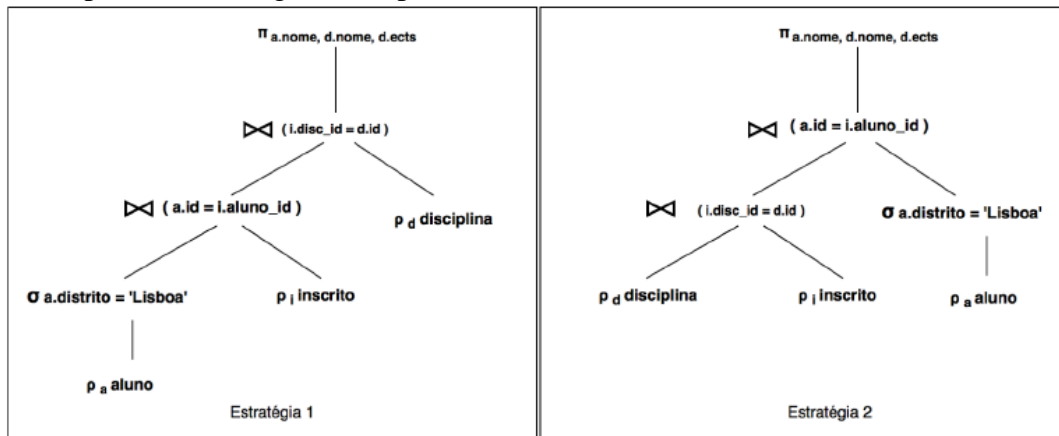 π a.nome, d.nome, d.ects
⋈ ( i.disc_id = d.id )
⋈ ( a.id = i.aluno_id )
ρ d disciplina
σ a.distrito = 'Lisboa'
ρ i inscrito
ρ a aluno
Estratégia 1
π a.nome, d.nome, d.ects
⋈ ( a.id = i.aluno_id )
⋈ ( i.disc_id = d.id )
σ a.distrito = 'Lisboa'
ρ d disciplina
ρ i inscrito
ρ a aluno
Estratégia 2